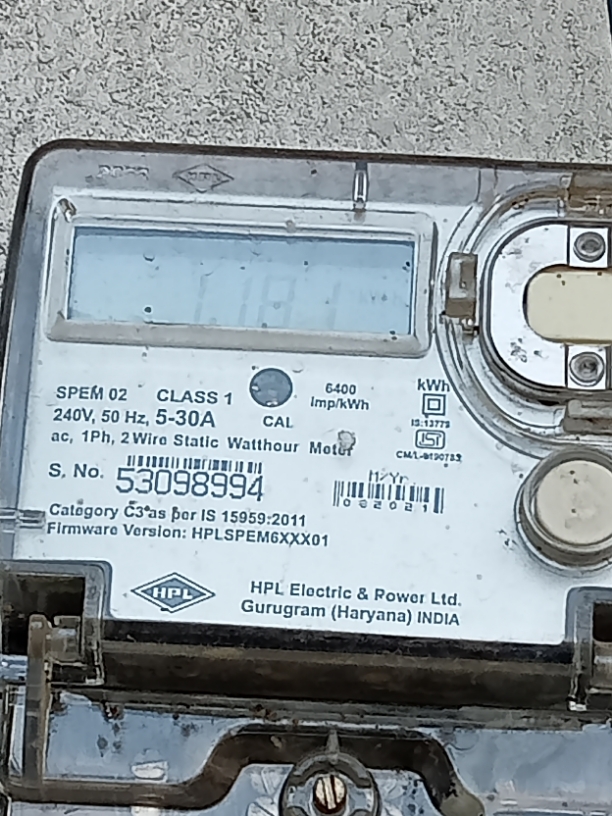 SPEM 02 CLASS 1
240V, 50 Hz, 5-30A
CAL
6400
Imp/kWh
kWh
IS:13779
ac, 1Ph, 2 Wire Static Watthour Meter
S. No. 53098994
M/Yr.
062021
Category C3 as per IS 15959:2011
Firmware Version: HPLSPEM6XXX01
HPL
HPL Electric & Power Ltd.
Gurugram (Haryana) INDIA